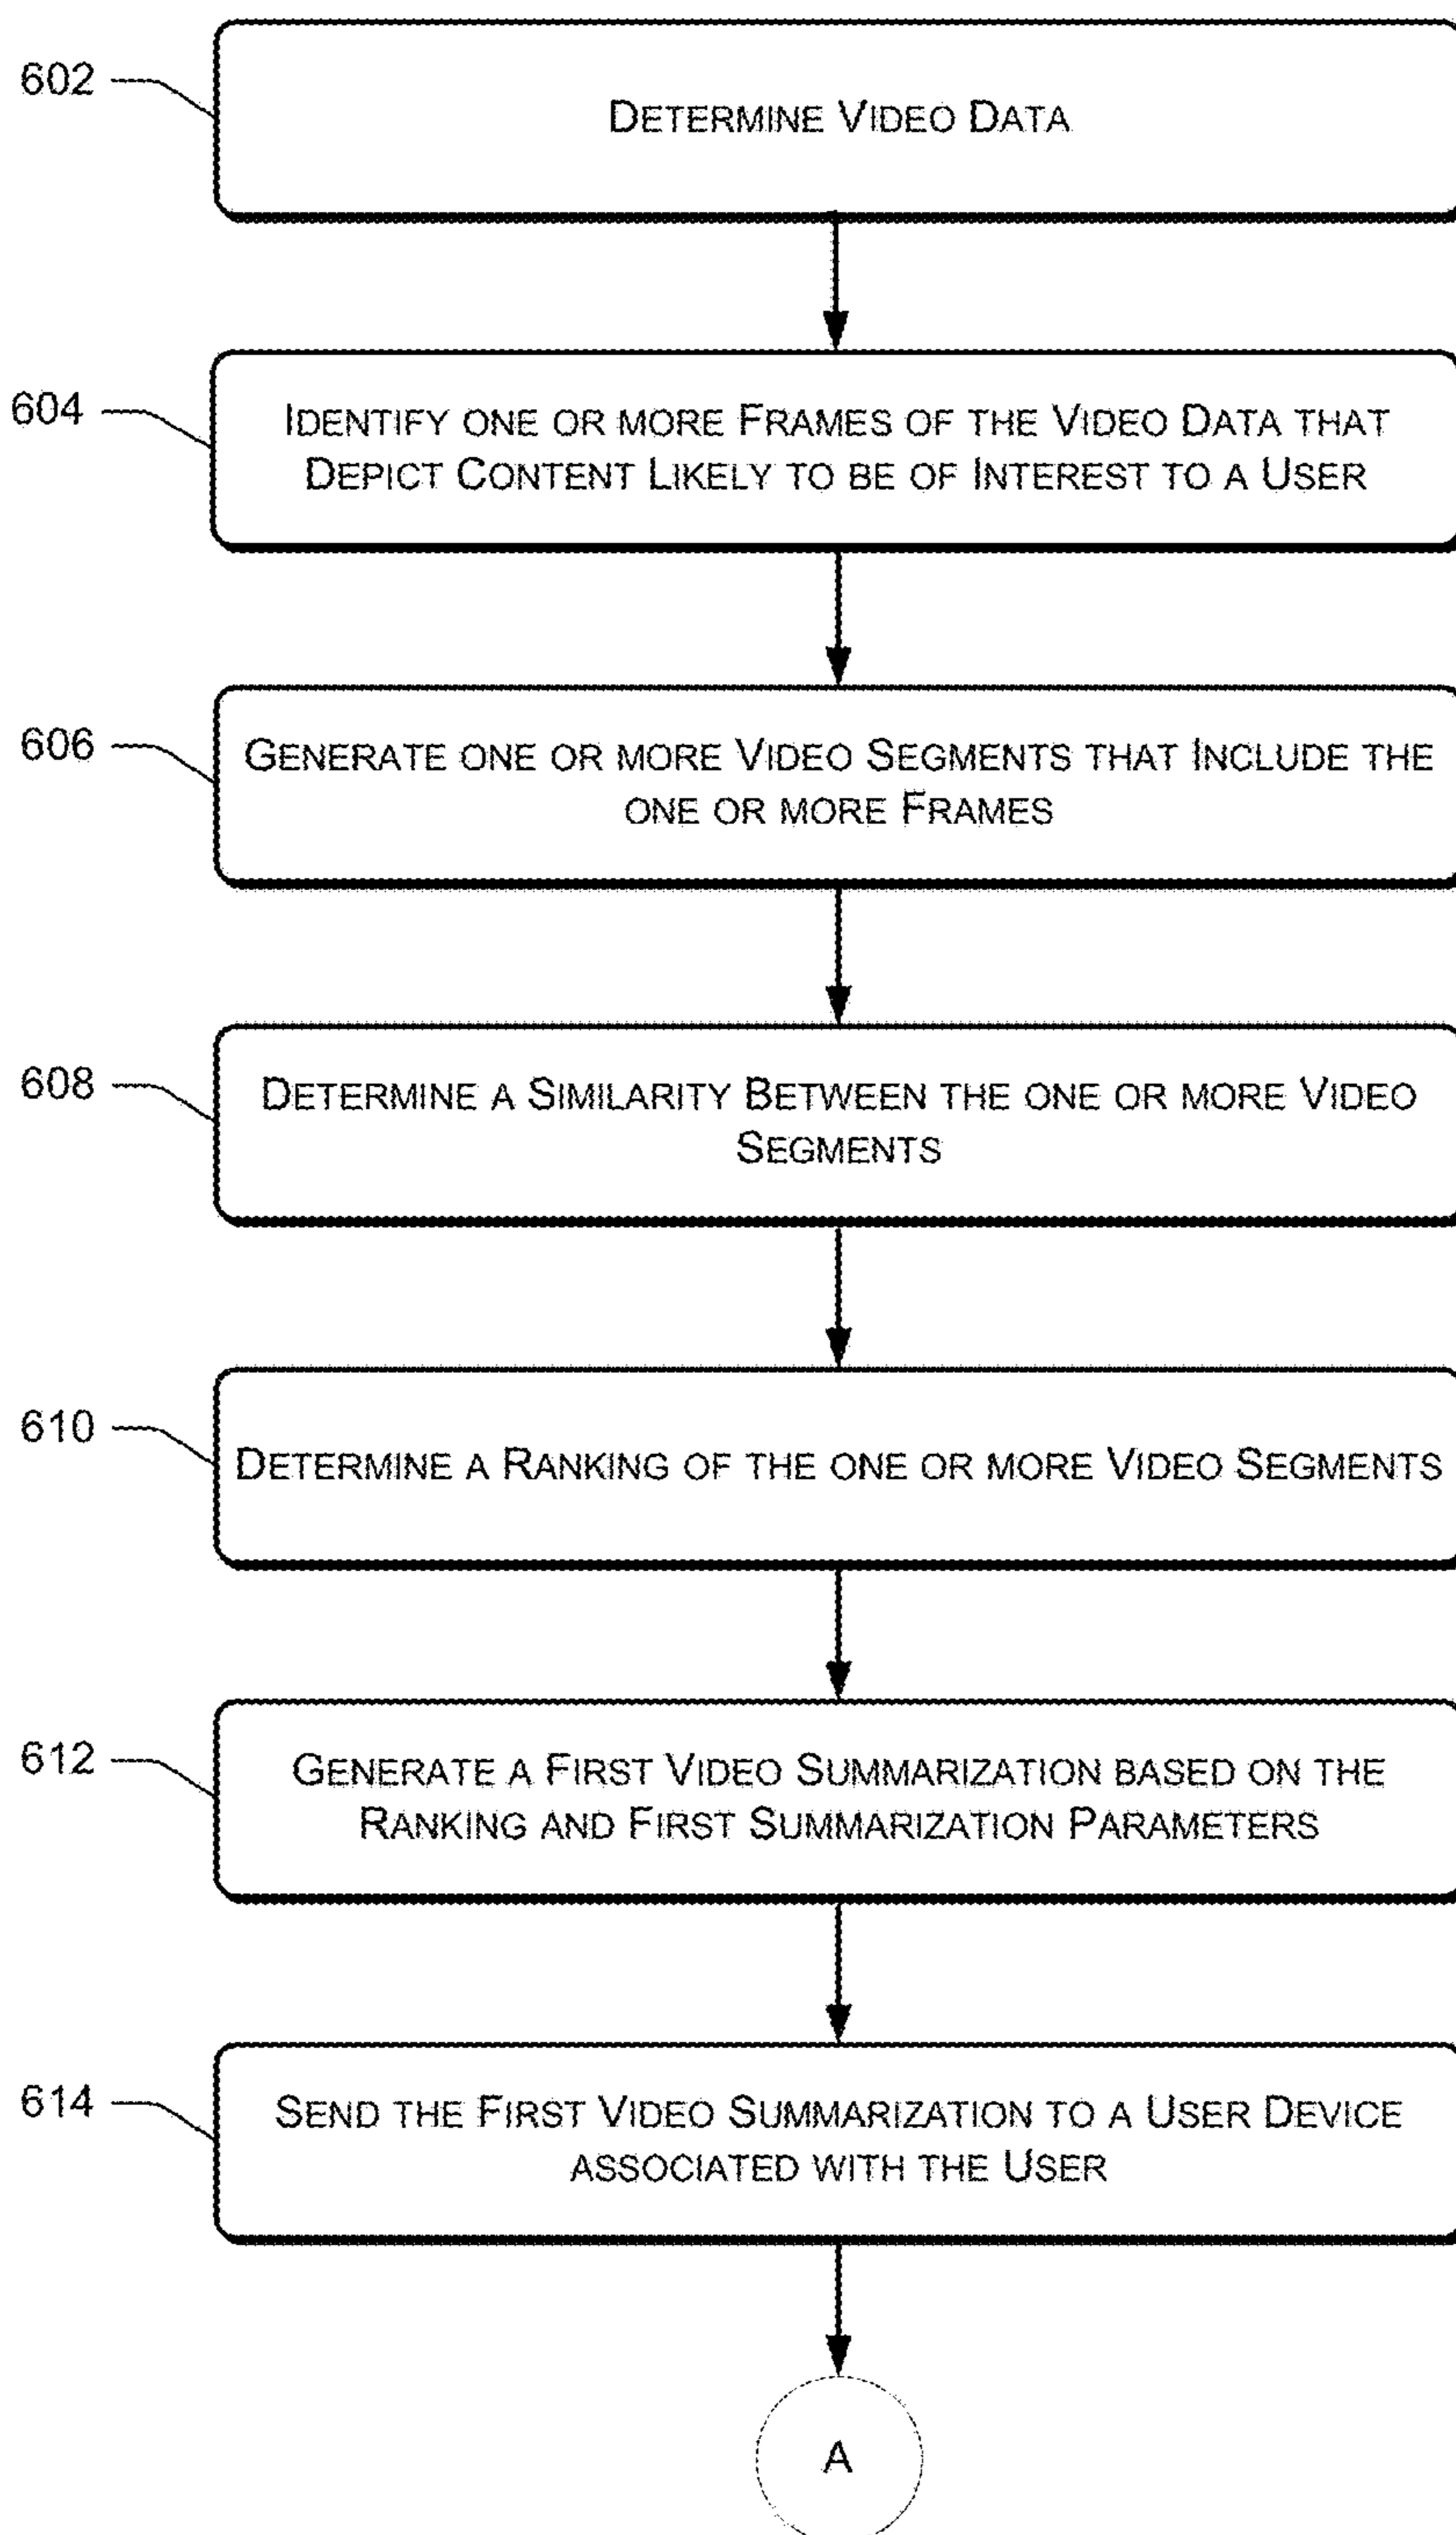 602
DETERMINE VIDEO DATA
604
IDENTIFY ONE OR MORE FRAMES OF THE VIDEO DATA THAT
DEPICT CONTENT LIKELY TO BE OF INTEREST TO A USER
606
GENERATE ONE OR MORE VIDEO SEGMENTS THAT INCLUDE THE
ONE OR MORE FRAMES
608
DETERMINE A SIMILARITY BETWEEN THE ONE OR MORE VIDEO
SEGMENTS
610
DETERMINE A RANKING OF THE ONE OR MORE VIDEO SEGMENTS
612
GENERATE A FIRST VIDEO SUMMARIZATION BASED ON THE
RANKING AND FIRST SUMMARIZATION PARAMETERS
614
SEND THE FIRST VIDEO SUMMARIZATION TO A USER DEVICE
ASSOCIATED WITH THE USER
A